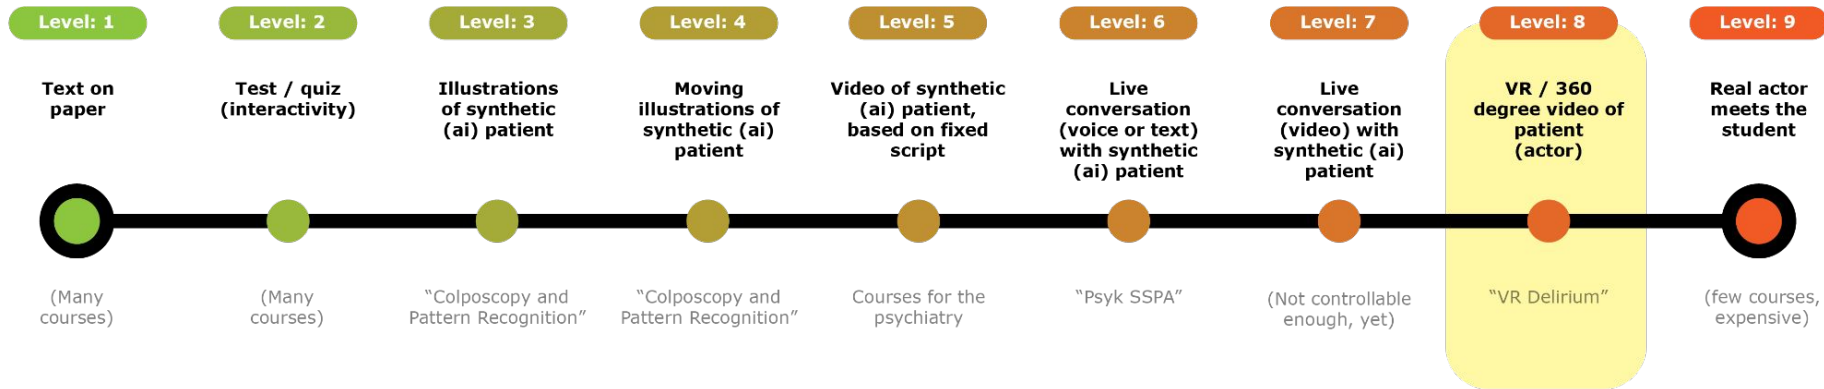 Level: 1
Level: 2
Level: 3
Level: 4
Level: 5
Level: 6
Level: 7
Level: 8
Level: 9
Text on
paper
Test / quiz
(interactivity)
Illustrations
of synthetic
(ai) patient
Moving
illustrations of
synthetic (ai)
patient
Video of synthetic
(ai) patient,
based on fixed
script
Live
conversation
(voice or text)
with synthetic
(ai) patient
Live
conversation
(video) with
synthetic (ai)
patient
VR / 360
degree video of
patient
(actor)
Real actor
meets the
student
(Many
courses)
(Many
courses)
“Colposcopy and
Pattern Recognition”
“Colposcopy and
Pattern Recognition”
Courses for the
psychiatry
“Psyk SSPA”
(Not controllable
enough, yet)
“VR Delirium”
(few courses,
expensive)